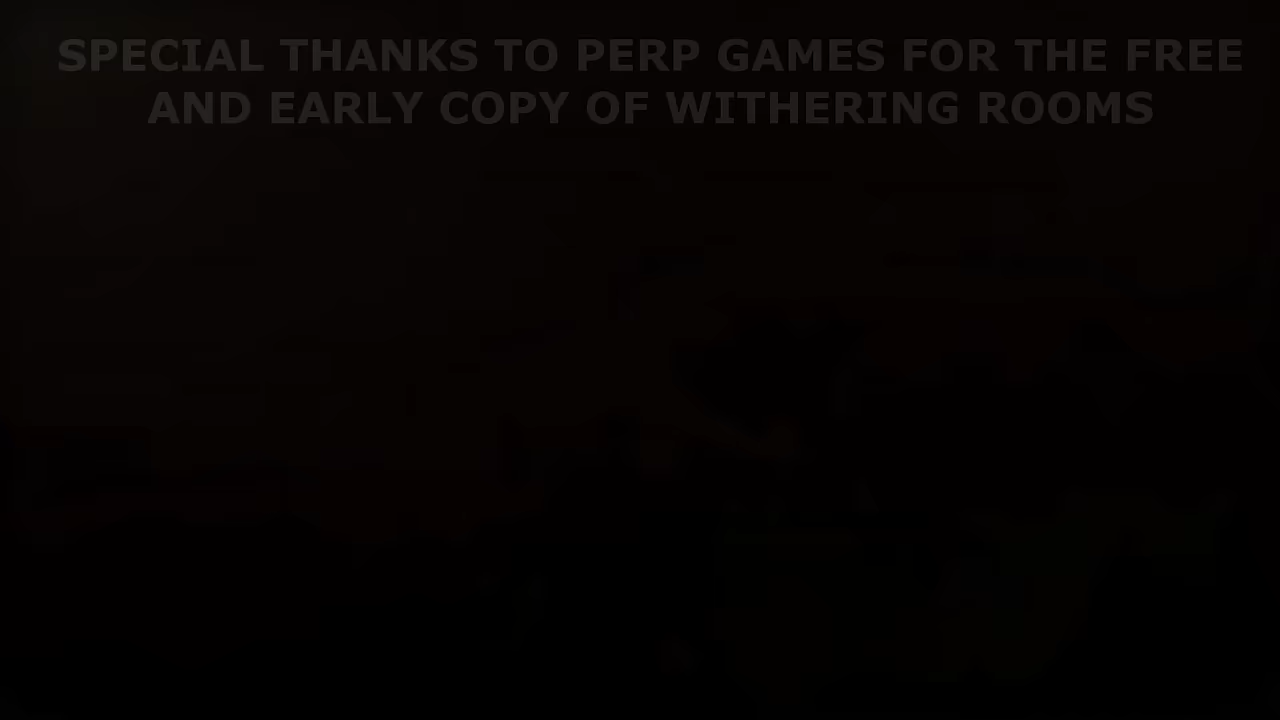 SPECIAL THANKS TO PERP GAMES FOR THE FREE
AND EARLY COPY OF WITHERING ROOMS